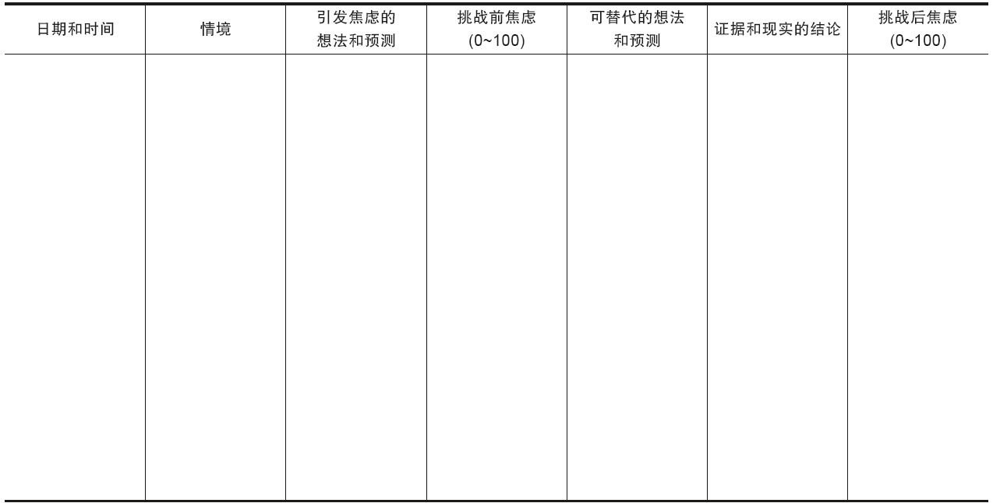 日期和时间
情境
引发焦虑的
想法和预测
挑战前焦虑
(0~100)
可替代的想法
和预测
证据和现实的结论
挑战后焦虑
(0~100)